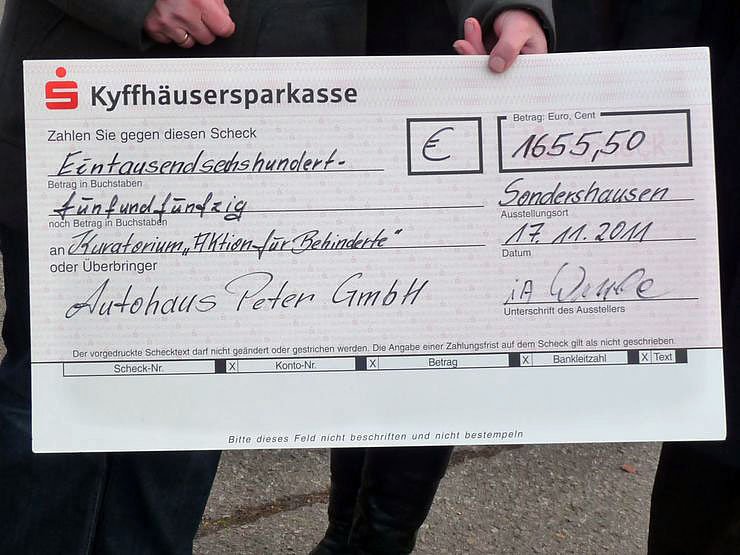 Kyffhäusersparkasse
Zahlen Sie gegen diesen Scheck
€
Betrag: Euro, Cent
1655,50
Eintausendsechshundert-
Betrag in Buchstaben
fünfundfünfzig
noch Betrag in Buchstaben
Sondershausen
Ausstellungsort
an Kuratorium „Aktion für Behinderte"
oder Überbringer
17. 11. 2011
Datum
Autohaus Peter GmbH
iA
Unterschrift des Ausstellers
Der vorgedruckte Schecktext darf nicht geändert oder gestrichen werden. Die Angabe einer Zahlungsfrist auf dem Scheck gilt als nicht geschrieben.
Scheck-Nr. X Konto-Nr. X Betrag X Bankleitzahl X Text
Bitte dieses Feld nicht beschriften und nicht bestempeln